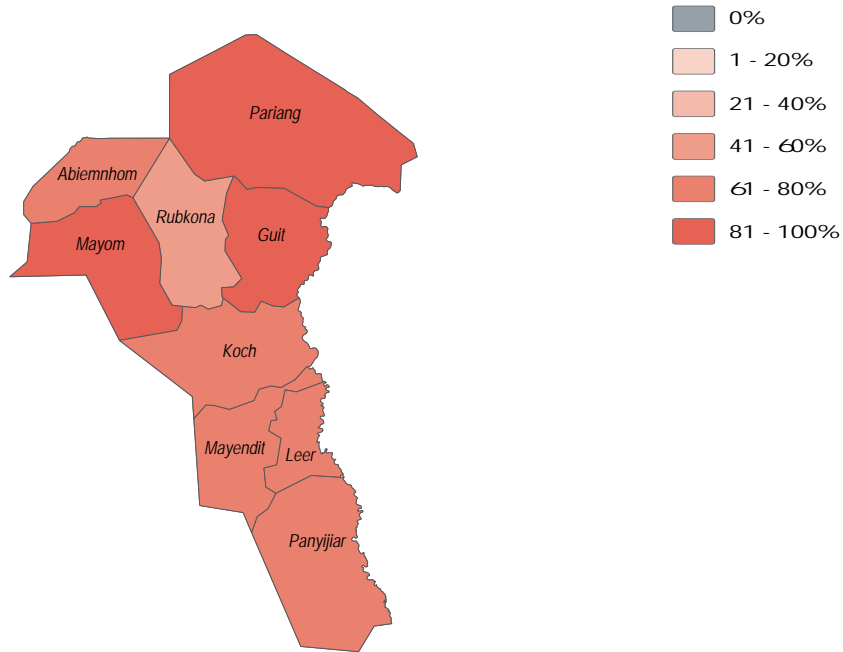 0%
1 - 20%
21 - 40%
41 - 60%
61 - 80%
81 - 100%
Pariang
Abiemnhom
Rubkona
Mayom
Guit
Koch
Mayendit
Leer
Panyijiar